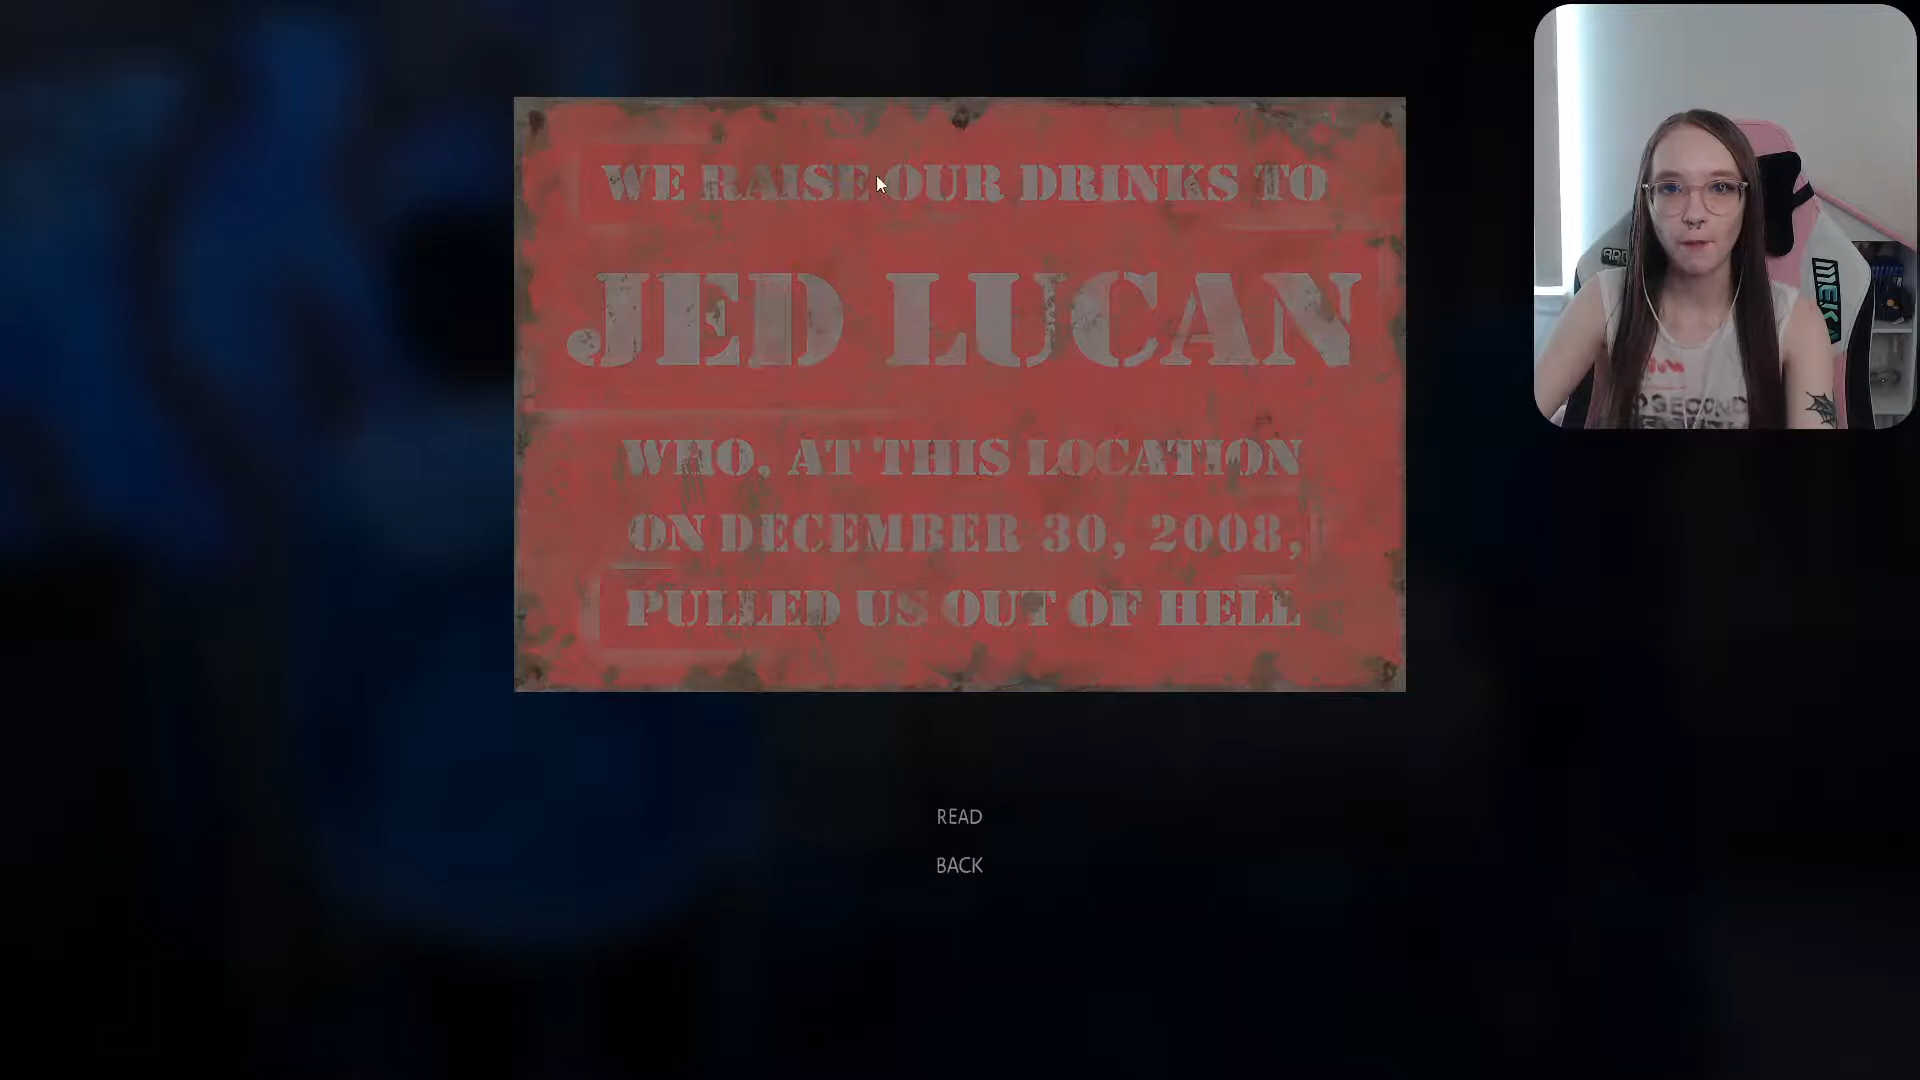 WE RAISE OUR DRINKS TO
JED LUCAN
WHO, AT THIS LOCATION
ON DECEMBER 30, 2008,
PULLED US OUT OF HELL
READ
BACK